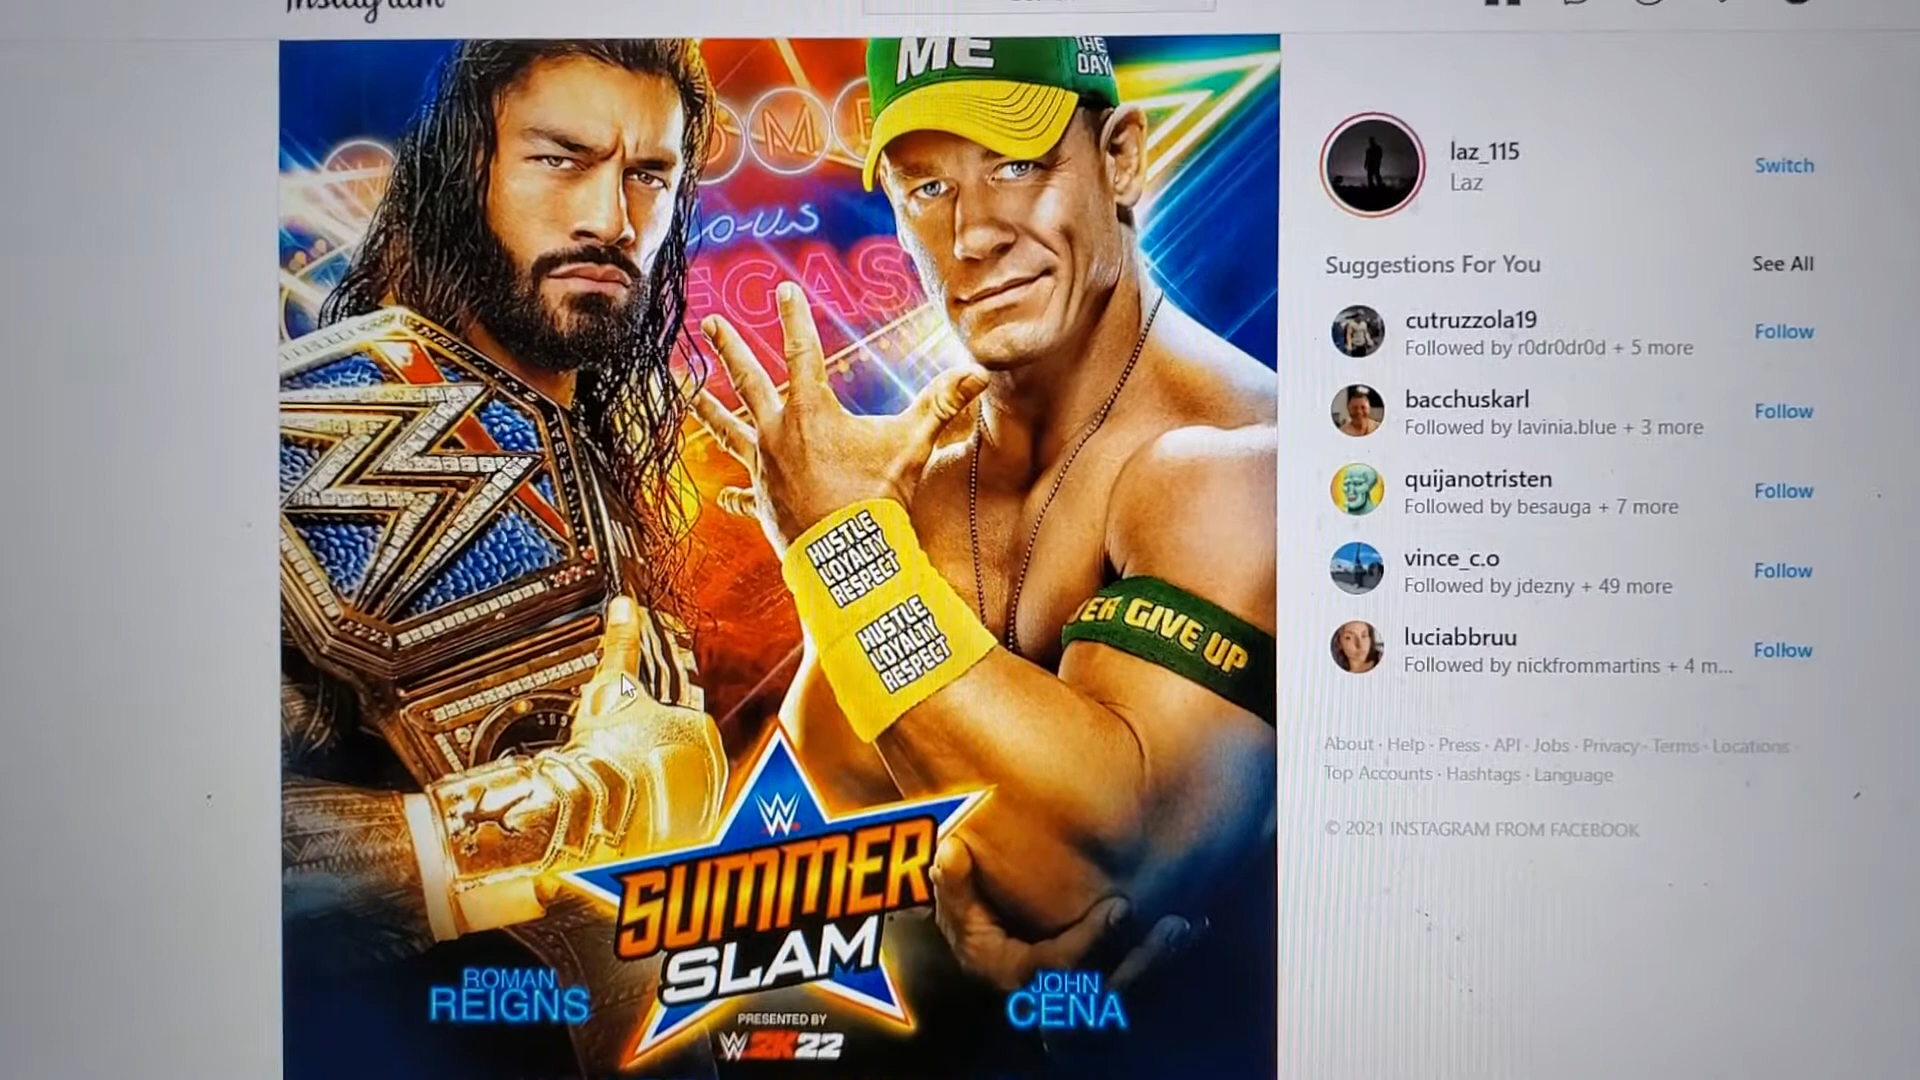 Instagram
ME
THE
DAY
OME
OUS
EGAS
HUSTLE
LOYALTY
RESPECT
HUSTLE
LOYALTY
RESPECT
ER GIVE UP
W
SUMMER
SLAM
ROMAN
REIGNS
JOHN
CENA
PRESENTED BY
W2K22
laz_115
Laz
Switch
Suggestions For You
See All
cutruzzola19
Followed by r0dr0dr0d + 5 more
Follow
bacchuskarl
Followed by lavinia.blue + 3 more
Follow
quijanotristen
Followed by besauga + 7 more
Follow
vince_c.o
Followed by jdezny + 49 more
Follow
luciabbruu
Followed by nickfrommartins + 4 m...
Follow
About · Help · Press · API · Jobs · Privacy · Terms · Locations ·
Top Accounts · Hashtags · Language
© 2021 INSTAGRAM FROM FACEBOOK